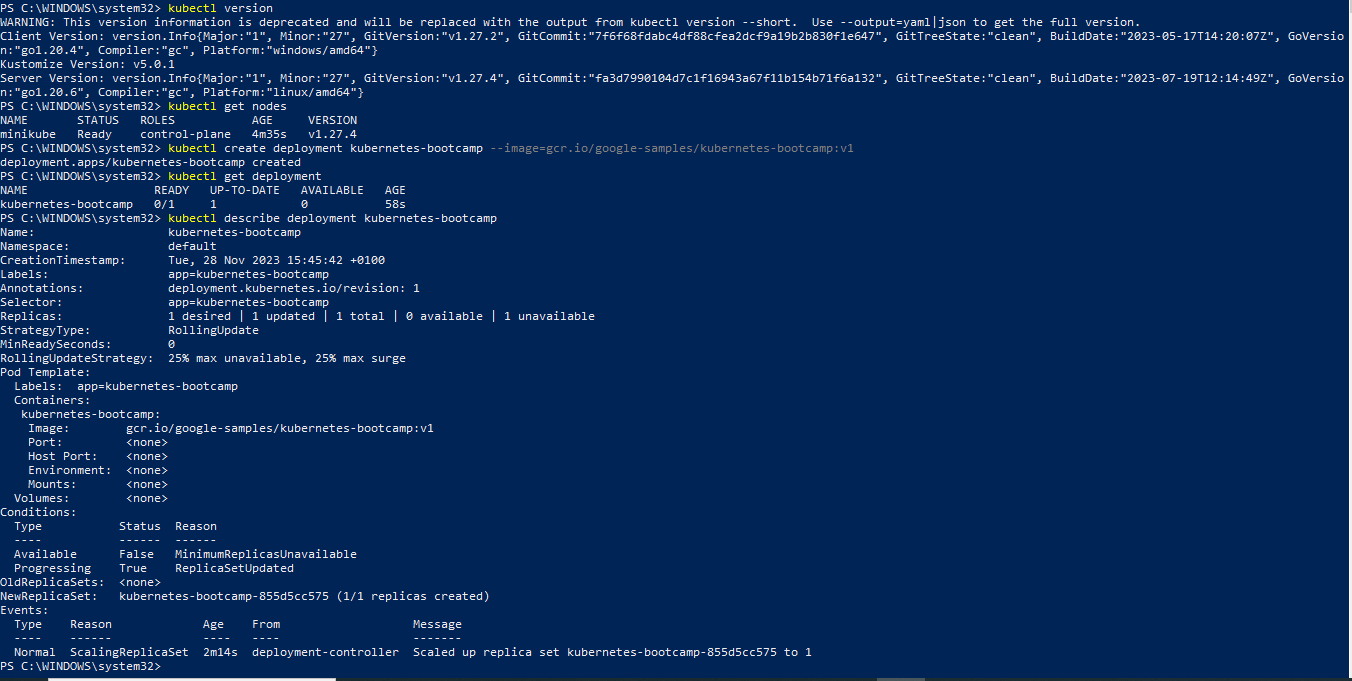 PS C:\WINDOWS\system32> kubectl version
WARNING: This version information is deprecated and will be replaced with the output from kubectl version --short.  Use --output=yaml|json to get the full version.
Client Version: version.Info{Major:"1", Minor:"27", GitVersion:"v1.27.2", GitCommit:"7f6f68fdabc4df88cfea2dcf9a19b2b830f1e647", GitTreeState:"clean", BuildDate:"2023-05-17T14:20:07Z", GoVersio
n:"go1.20.4", Compiler:"gc", Platform:"windows/amd64"}
Kustomize Version: v5.0.1
Server Version: version.Info{Major:"1", Minor:"27", GitVersion:"v1.27.4", GitCommit:"fa3d7990104d7c1f16943a67f11b154b71f6a132", GitTreeState:"clean", BuildDate:"2023-07-19T12:14:49Z", GoVersio
n:"go1.20.6", Compiler:"gc", Platform:"linux/amd64"}
PS C:\WINDOWS\system32> kubectl get nodes
NAME       STATUS   ROLES           AGE     VERSION
minikube   Ready    control-plane   4m35s   v1.27.4
PS C:\WINDOWS\system32> kubectl create deployment kubernetes-bootcamp --image=gcr.io/google-samples/kubernetes-bootcamp:v1
deployment.apps/kubernetes-bootcamp created
PS C:\WINDOWS\system32> kubectl get deployment
NAME                  READY   UP-TO-DATE   AVAILABLE   AGE
kubernetes-bootcamp   0/1     1            0           58s
PS C:\WINDOWS\system32> kubectl describe deployment kubernetes-bootcamp
Name:                   kubernetes-bootcamp
Namespace:              default
CreationTimestamp:      Tue, 28 Nov 2023 15:45:42 +0100
Labels:                 app=kubernetes-bootcamp
Annotations:            deployment.kubernetes.io/revision: 1
Selector:               app=kubernetes-bootcamp
Replicas:               1 desired | 1 updated | 1 total | 0 available | 1 unavailable
StrategyType:           RollingUpdate
MinReadySeconds:        0
RollingUpdateStrategy:  25% max unavailable, 25% max surge
Pod Template:
  Labels:  app=kubernetes-bootcamp
  Containers:
   kubernetes-bootcamp:
    Image:        gcr.io/google-samples/kubernetes-bootcamp:v1
    Port:         <none>
    Host Port:    <none>
    Environment:  <none>
    Mounts:       <none>
  Volumes:        <none>
Conditions:
  Type           Status  Reason
  ----           ------  ------
  Available      False   MinimumReplicasUnavailable
  Progressing    True    ReplicaSetUpdated
OldReplicaSets:  <none>
NewReplicaSet:   kubernetes-bootcamp-855d5cc575 (1/1 replicas created)
Events:
  Type    Reason             Age    From                   Message
  ----    ------             ----   ----                   -------
  Normal  ScalingReplicaSet  2m14s  deployment-controller  Scaled up replica set kubernetes-bootcamp-855d5cc575 to 1
PS C:\WINDOWS\system32>